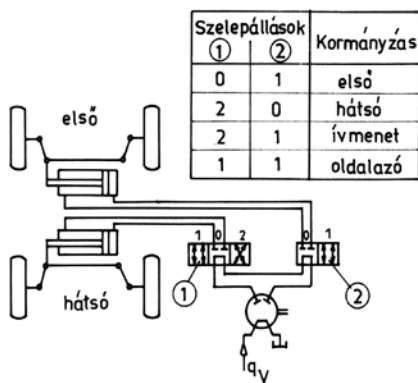 Szelepállások
① ② Kormányzás
0 1 első
2 0 hátsó
2 1 ívmenet
1 1 oldalazó
első
hátsó
1 0 2
0 1
①
②
qv